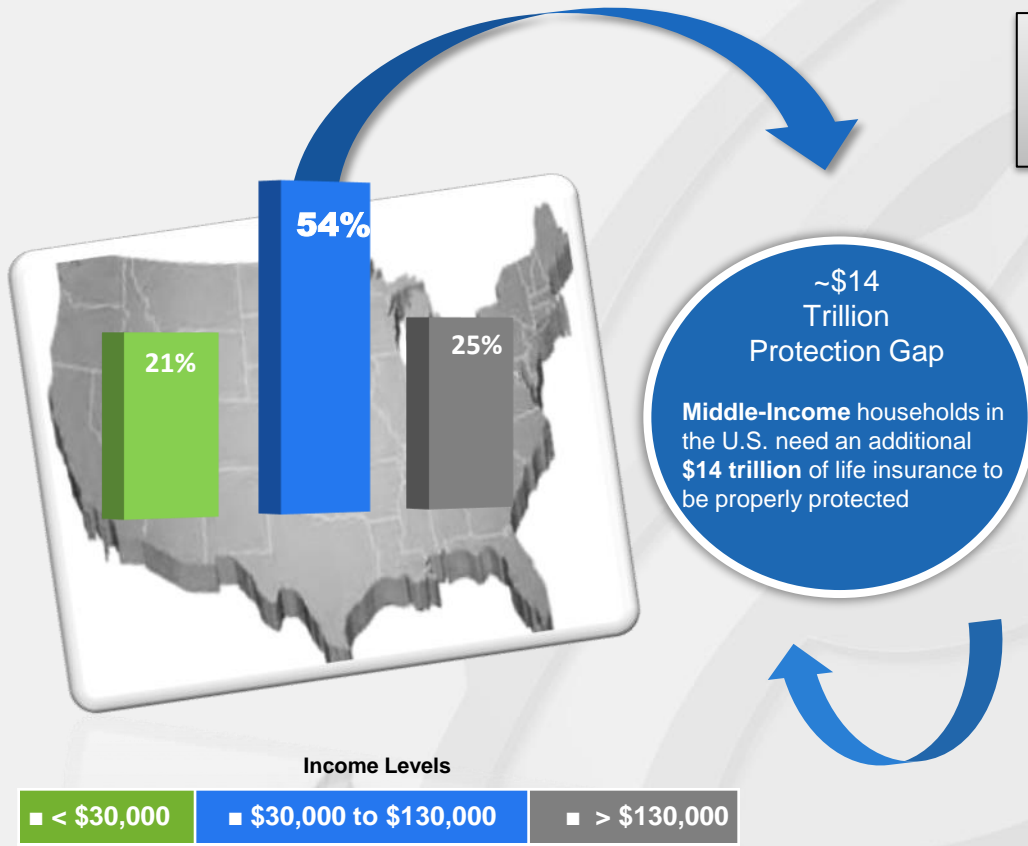 54%
21%
25%
~$14
Trillion
Protection Gap
Middle-Income households in
the U.S. need an additional
$14 trillion of life insurance to
be properly protected
Income Levels
■ < $30,000
■ $30,000 to $130,000
■ > $130,000